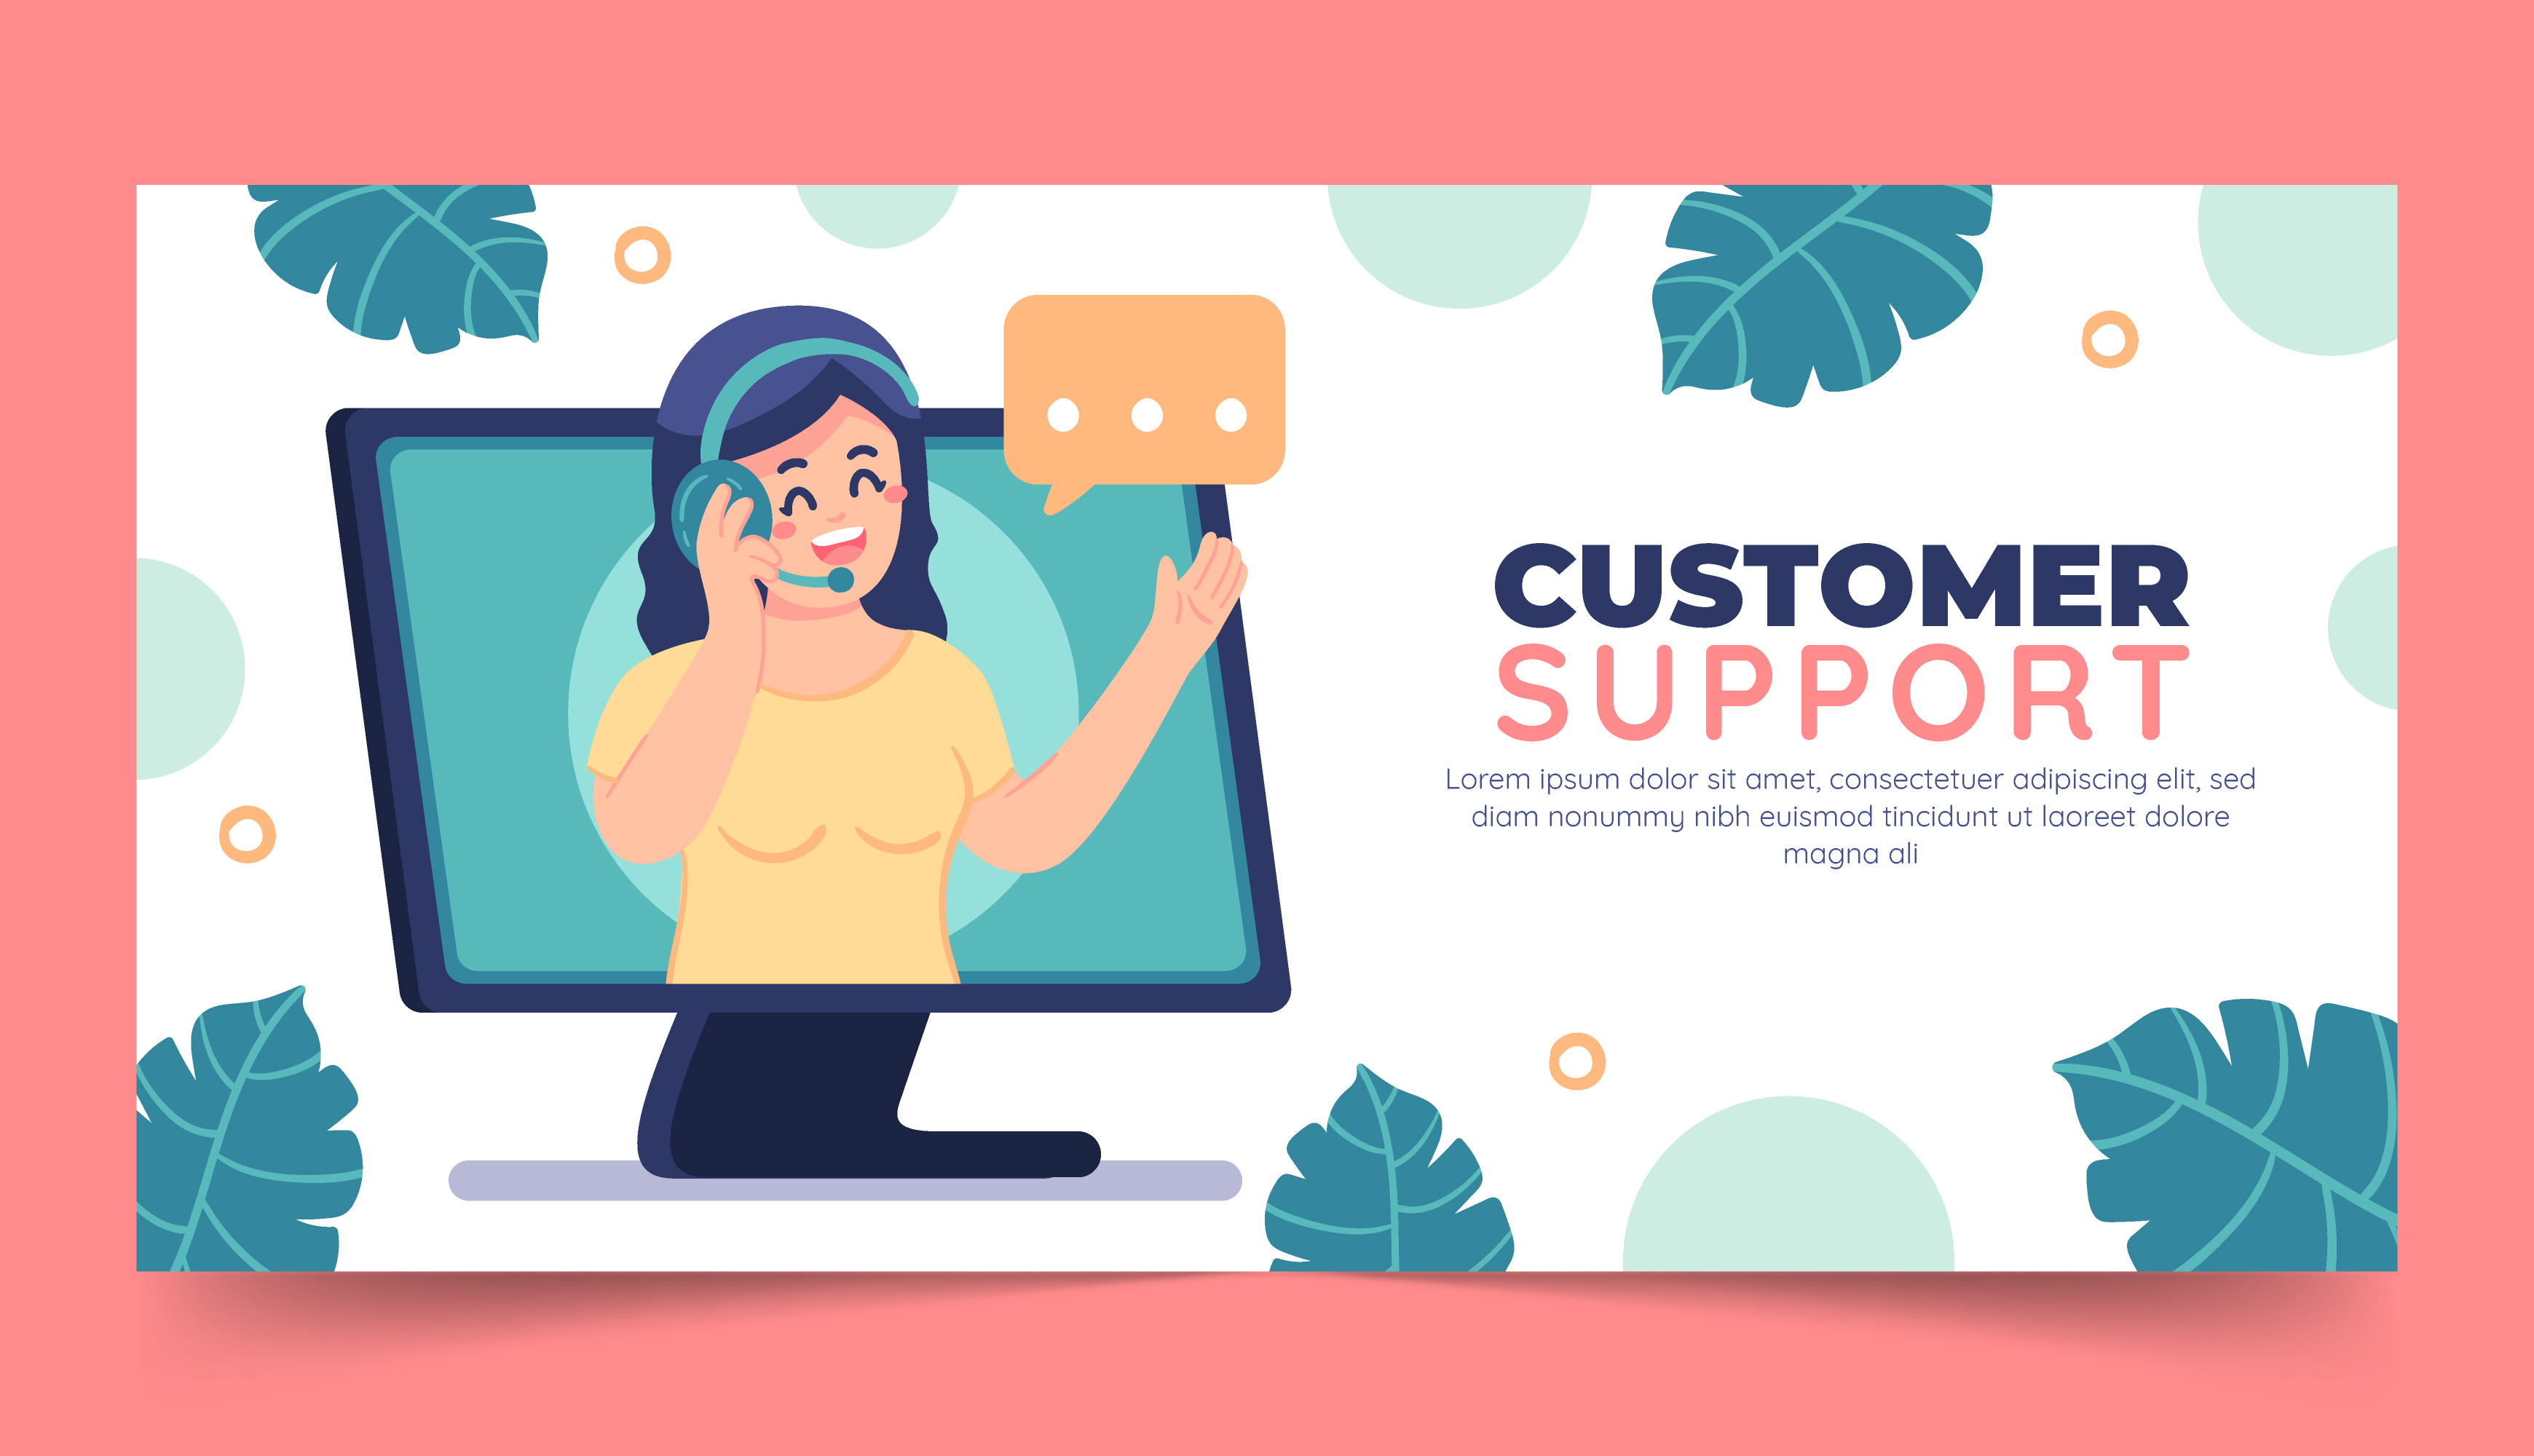 CUSTOMER
SUPPORT
Lorem ipsum dolor sit amet, consectetuer adipiscing elit, sed
diam nonummy nibh euismod tincidunt ut laoreet dolore
magna ali